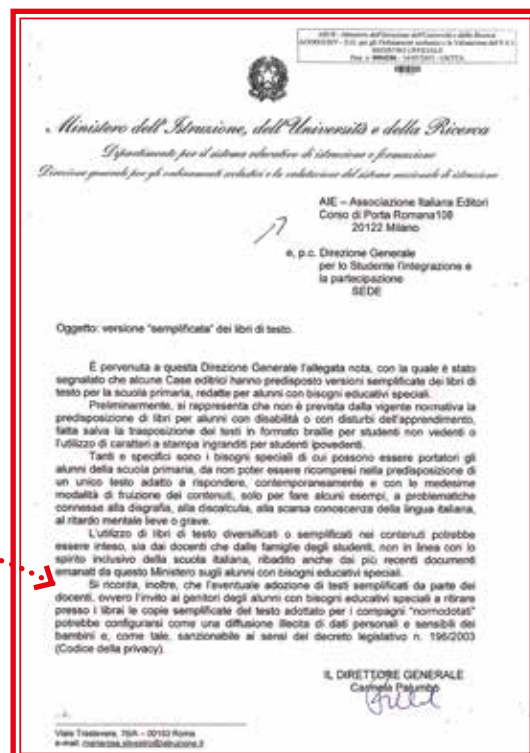 Ministero dell'Istruzione, dell'Università e della Ricerca
Dipartimento per il sistema educativo di istruzione e formazione
Direzione generale per gli ordinamenti scolastici e la valutazione del sistema nazionale di istruzione
AIE – Associazione Italiana Editori
Corso di Porta Romana108
20122 Milano
e, p.c. Direzione Generale
per lo Studente l'integrazione e
la partecipazione
SEDE
Oggetto: versione "semplificata" dei libri di testo.
È pervenuta a questa Direzione Generale l'allegata nota, con la quale è stato
segnalato che alcune Case editrici hanno predisposto versioni semplificate dei libri di
testo per la scuola primaria, redatte per alunni con bisogni educativi speciali.
Preliminarmente, si rappresenta che non è prevista dalla vigente normativa la
predisposizione di libri per alunni con disabilità o con disturbi dell'apprendimento,
fatta salva la trasposizione dei testi in formato braille per studenti non vedenti o
l'utilizzo di caratteri a stampa ingranditi per studenti ipovedenti.
Tanti e specifici sono i bisogni speciali di cui possono essere portatori gli
alunni della scuola primaria, da non poter essere ricompresi nella predisposizione di
un unico testo adatto a rispondere, contemporaneamente e con le medesime
modalità di fruizione dei contenuti, solo per fare alcuni esempi, a problematiche
connesse alla disgrafia, alla discalculia, alla scarsa conoscenza della lingua italiana,
al ritardo mentale lieve o grave.
L'utilizzo di libri di testo diversificati o semplificati nei contenuti potrebbe
essere inteso, sia dai docenti che dalle famiglie degli studenti, non in linea con lo
spirito inclusivo della scuola italiana, ribadito anche dai più recenti documenti
emanati da questo Ministero sugli alunni con bisogni educativi speciali.
Si ricorda, inoltre, che l'eventuale adozione di testi semplificati da parte dei
docenti, ovvero l'invito ai genitori degli alunni con bisogni educativi speciali a ritirare
presso i librai le copie semplificate del testo adottato per i compagni "normodotati"
potrebbe configurarsi come una diffusione illecita di dati personali e sensibili dei
bambini e, come tale, sanzionabile ai sensi del decreto legislativo n. 196/2003
(Codice della privacy).
IL DIRETTORE GENERALE
Carmela Palumbo
Viale Trastevere, 76/A – 00153 Roma